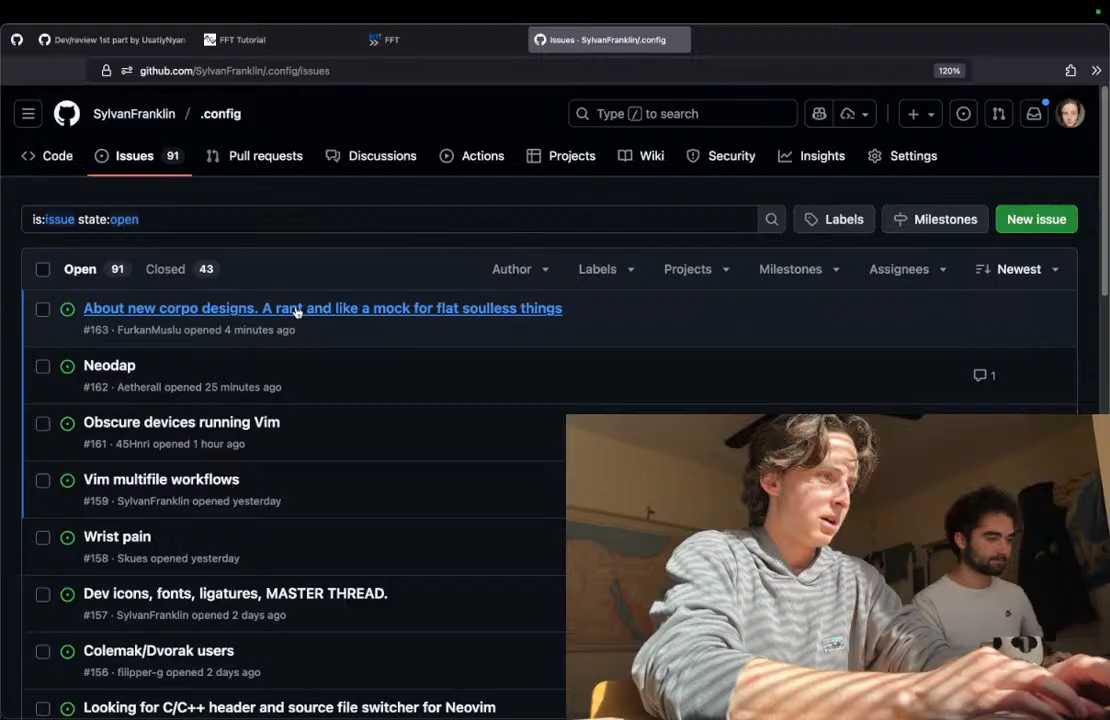 Dev/review 1st part by UsatlyNynan
FFT Tutorial
FFT
Issues · SylvanFranklin/.config
github.com/SylvanFranklin/.config/issues
120%
SylvanFranklin / .config
Type / to search
Code
Issues 91
Pull requests
Discussions
Actions
Projects
Wiki
Security
Insights
Settings
is:issue state:open
Labels
Milestones
New issue
Open 91
Closed 43
Author
Labels
Projects
Milestones
Assignees
Newest
About new corpo designs. A rant and like a mock for flat soulless things
#163 · FurkanMuslu opened 4 minutes ago
Neodap
#162 · Aetherall opened 25 minutes ago
1
Obscure devices running Vim
#161 · 45Hnri opened 1 hour ago
Vim multifile workflows
#159 · SylvanFranklin opened yesterday
Wrist pain
#158 · Skues opened yesterday
Dev icons, fonts, ligatures, MASTER THREAD.
#157 · SylvanFranklin opened 2 days ago
Colemak/Dvorak users
#156 · filipper-g opened 2 days ago
Looking for C/C++ header and source file switcher for Neovim